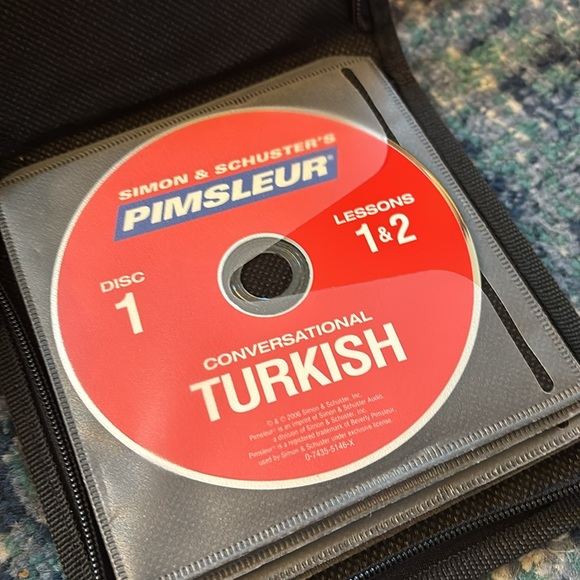 SIMON & SCHUSTER'S
PIMSLEUR®
LESSONS
1&2
DISC
1
CONVERSATIONAL
TURKISH
℗ & © 2006 Simon & Schuster, Inc.
Pimsleur® is an imprint of Simon & Schuster Audio,
a division of Simon & Schuster, Inc.
Pimsleur® is a registered trademark of Beverly Pimsleur,
used by Simon & Schuster under exclusive license.
0-7435-5146-X